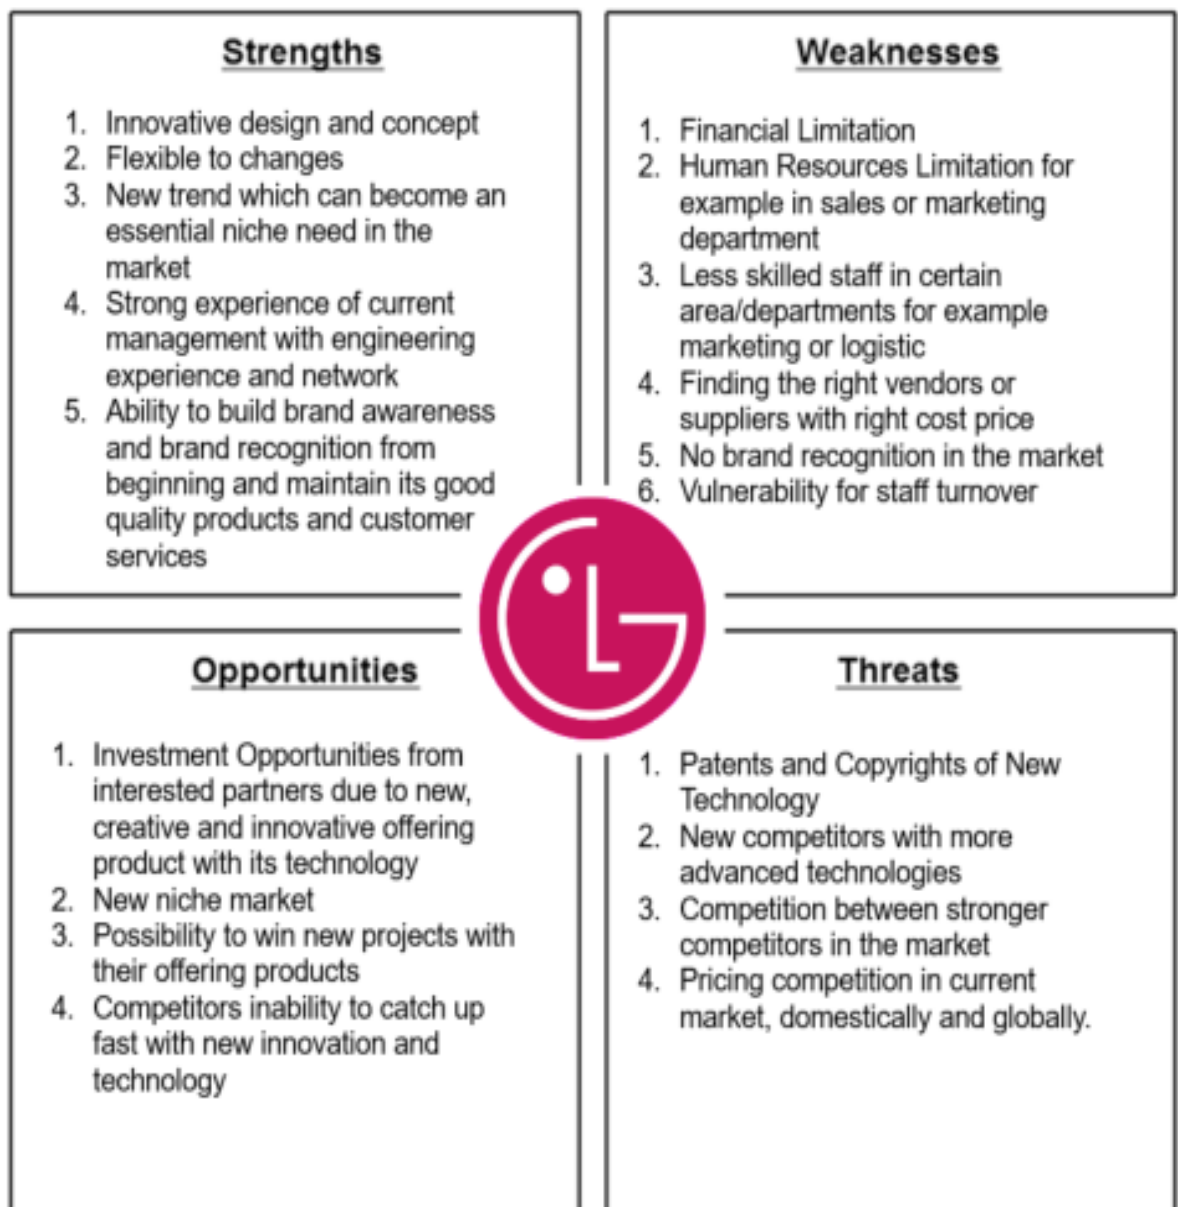 Strengths
1. Innovative design and concept
2. Flexible to changes
3. New trend which can become an
essential niche need in the
market
4. Strong experience of current
management with engineering
experience and network
5. Ability to build brand awareness
and brand recognition from
beginning and maintain its good
quality products and customer
services
Weaknesses
1. Financial Limitation
2. Human Resources Limitation for
example in sales or marketing
department
3. Less skilled staff in certain
area/departments for example
marketing or logistic
4. Finding the right vendors or
suppliers with right cost price
5. No brand recognition in the market
6. Vulnerability for staff turnover
LG
Opportunities
1. Investment Opportunities from
interested partners due to new,
creative and innovative offering
product with its technology
2. New niche market
3. Possibility to win new projects with
their offering products
4. Competitors inability to catch up
fast with new innovation and
technology
Threats
1. Patents and Copyrights of New
Technology
2. New competitors with more
advanced technologies
3. Competition between stronger
competitors in the market
4. Pricing competition in current
market, domestically and globally.